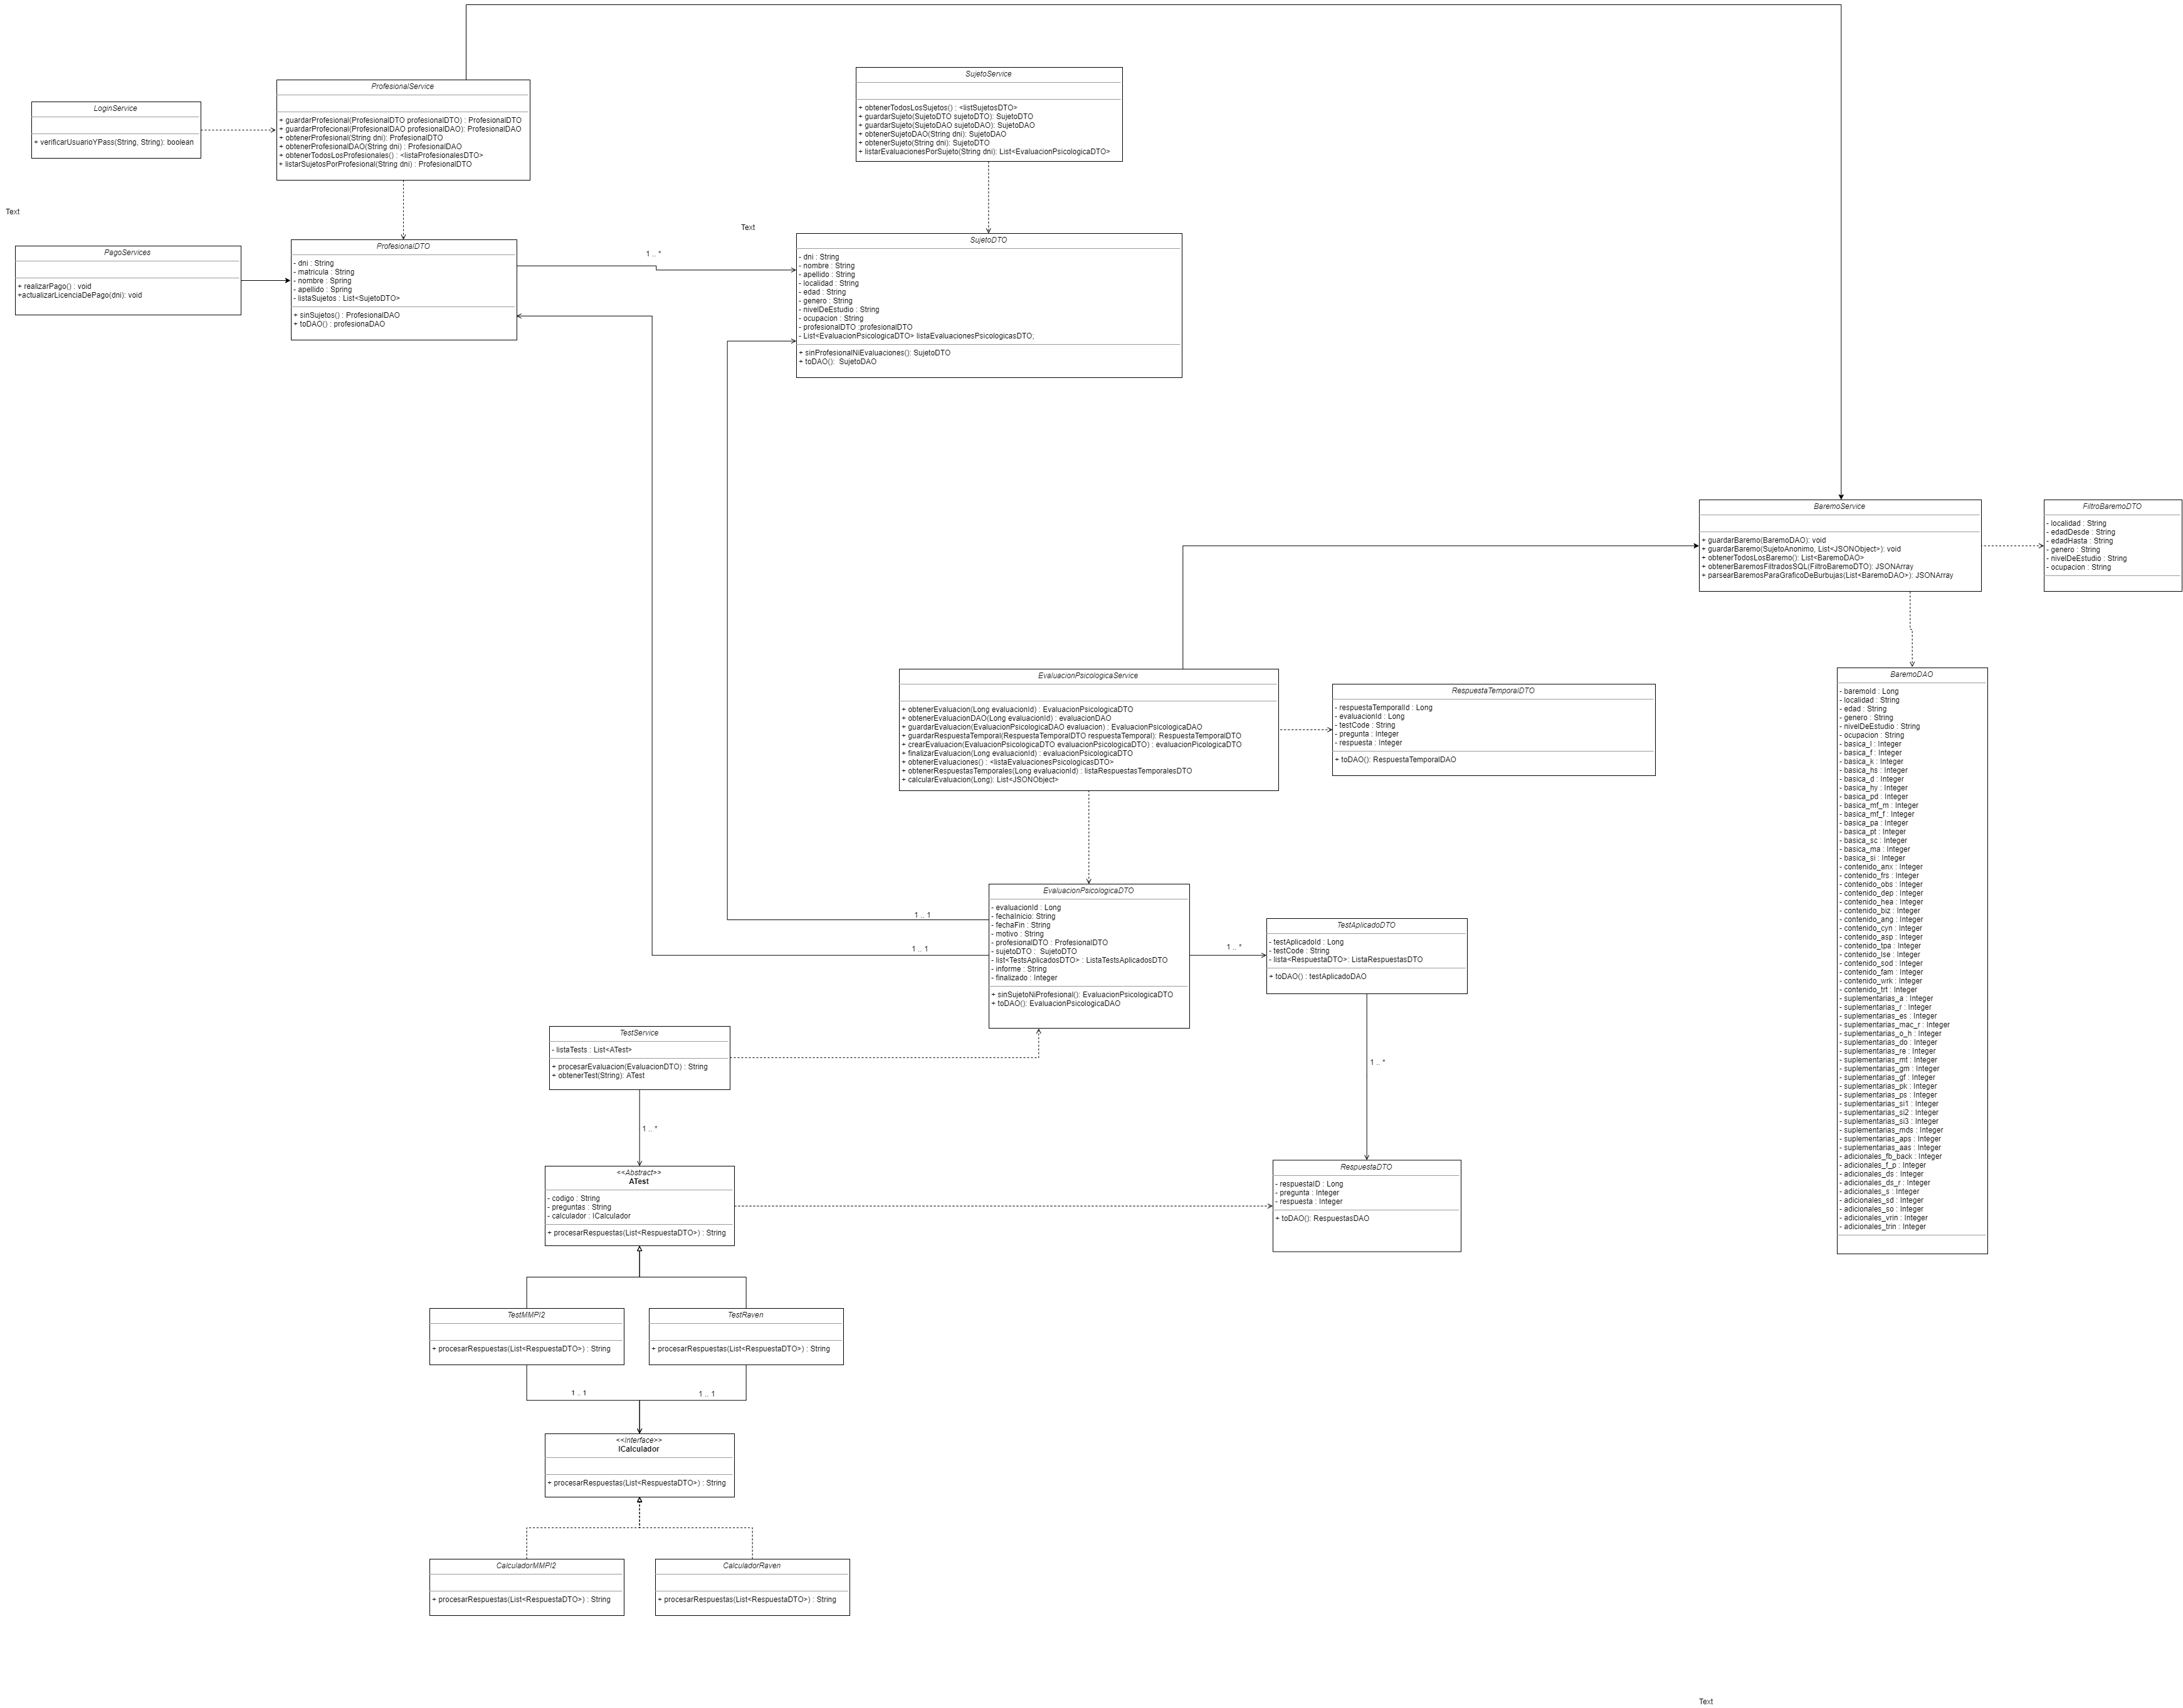 ProfesionalService
+ guardarProfesional(ProfesionalDTO profesionalDTO) : ProfesionalDTO
+ guardarProfecional(ProfesionalDAO profesionalDAO): ProfesionalDAO
+ obtenerProfesional(String dni): ProfesionalDTO
+ obtenerProfesionalDAO(String dni) : ProfesionalDAO
+ obtenerTodosLosProfesionales() : <listaProfesionalesDTO>
+ listarSujetosPorProfesional(String dni) : ProfesionalDTO
SujetoService
+ obtenerTodosLosSujetos() : <listSujetosDTO>
+ guardarSujeto(SujetoDTO sujetoDTO): SujetoDTO
+ guardarSujeto(SujetoDAO sujetoDAO): SujetoDAO
+ obtenerSujetoDAO(String dni): SujetoDAO
+ obtenerSujeto(String dni): SujetoDTO
+ listarEvaluacionesPorSujeto(String dni): List<EvaluacionPsicologicaDTO>
LoginService
+ verificarUsuarioYPass(String, String): boolean
Text
Text
PagoServices
+ realizarPago() : void
+actualizarLicenciaDePago(dni): void
ProfesionalDTO
- dni : String
- matricula : String
- nombre : Spring
- apellido : Spring
- listaSujetos : List<SujetoDTO>
+ sinSujetos() : ProfesionalDAO
+ toDAO() : profesionaDAO
1 .. *
SujetoDTO
- dni : String
- nombre : String
- apellido : String
- localidad : String
- edad : String
- genero : String
- nivelDeEstudio : String
- ocupacion : String
- profesionalDTO :profesionalDTO
- List<EvaluacionPsicologicaDTO> listaEvaluacionesPsicologicasDTO;
+ sinProfesionalNiEvaluaciones(): SujetoDTO
+ toDAO():  SujetoDAO
BaremoService
+ guardarBaremo(BaremoDAO): void
+ guardarBaremo(SujetoAnonimo, List<JSONObject>): void
+ obtenerTodosLosBaremo(): List<BaremoDAO>
+ obtenerBaremosFiltradosSQL(FiltroBaremoDTO): JSONArray
+ parsearBaremosParaGraficoDeBurbujas(List<BaremoDAO>): JSONArray
FiltroBaremoDTO
- localidad : String
- edadDesde : String
- edadHasta : String
- genero : String
- nivelDeEstudio : String
- ocupacion : String
EvaluacionPsicologicaService
+ obtenerEvaluacion(Long evaluacionId) : EvaluacionPsicologicaDTO
+ obtenerEvaluacionDAO(Long evaluacionId) : evaluacionDAO
+ guardarEvaluacion(EvaluacionPsicologicaDAO evaluacion) : EvaluacionPsicologicaDAO
+ guardarRespuestaTemporal(RespuestaTemporalDTO respuestaTemporal): RespuestaTemporalDTO
+ crearEvaluacion(EvaluacionPsicologicaDTO evaluacionPsicologicaDTO) : evaluacionPicologicaDTO
+ finalizarEvaluacion(Long evaluacionId) : evaluacionPsicologicaDTO
+ obtenerEvaluaciones() : <listaEvaluacionesPsicologicasDTO>
+ obtenerRespuestasTemporales(Long evaluacionId) : listaRespuestasTemporalesDTO
+ calcularEvaluacion(Long): List<JSONObject>
RespuestaTemporalDTO
- respuestaTemporalId : Long
- evaluacionId : Long
- testCode : String
- pregunta : Integer
- respuesta : Integer
+ toDAO(): RespuestaTemporalDAO
BaremoDAO
- baremoId : Long
- localidad : String
- edad : String
- genero : String
- nivelDeEstudio : String
- ocupacion : String
- basica_l : Integer
- basica_f : Integer
- basica_k : Integer
- basica_hs : Integer
- basica_d : Integer
- basica_hy : Integer
- basica_pd : Integer
- basica_mf_m : Integer
- basica_mf_f : Integer
- basica_pa : Integer
- basica_pt : Integer
- basica_sc : Integer
- basica_ma : Integer
- basica_si : Integer
- contenido_anx : Integer
- contenido_frs : Integer
- contenido_obs : Integer
- contenido_dep : Integer
- contenido_hea : Integer
- contenido_biz : Integer
- contenido_ang : Integer
- contenido_cyn : Integer
- contenido_asp : Integer
- contenido_tpa : Integer
- contenido_lse : Integer
- contenido_sod : Integer
- contenido_fam : Integer
- contenido_wrk : Integer
- contenido_trt : Integer
- suplementarias_a : Integer
- suplementarias_r : Integer
- suplementarias_es : Integer
- suplementarias_mac_r : Integer
- suplementarias_o_h : Integer
- suplementarias_do : Integer
- suplementarias_re : Integer
- suplementarias_mt : Integer
- suplementarias_gm : Integer
- suplementarias_gf : Integer
- suplementarias_pk : Integer
- suplementarias_ps : Integer
- suplementarias_si1 : Integer
- suplementarias_si2 : Integer
- suplementarias_si3 : Integer
- suplementarias_mds : Integer
- suplementarias_aps : Integer
- suplementarias_aas : Integer
- adicionales_fb_back : Integer
- adicionales_f_p : Integer
- adicionales_ds : Integer
- adicionales_ds_r : Integer
- adicionales_s : Integer
- adicionales_sd : Integer
- adicionales_so : Integer
- adicionales_vrin : Integer
- adicionales_trin : Integer
EvaluacionPsicologicaDTO
- evaluacionId : Long
- fechaInicio: String
- fechaFin : String
- motivo : String
- profesionalDTO : ProfesionalDTO
- sujetoDTO :  SujetoDTO
- list<TestsAplicadosDTO> : ListaTestsAplicadosDTO
- informe : String
- finalizado : Integer
+ sinSujetoNiProfesional(): EvaluacionPsicologicaDTO
+ toDAO(): EvaluacionPsicologicaDAO
1 .. 1
1 .. 1
1 .. *
TestAplicadoDTO
- testAplicadoId : Long
- testCode : String
- lista<RespuestaDTO>: ListaRespuestasDTO
+ toDAO() : testAplicadoDAO
TestService
- listaTests : List<ATest>
+ procesarEvaluacion(EvaluacionDTO) : String
+ obtenerTest(String): ATest
1 .. *
1 .. *
<<Abstract>>
ATest
- codigo : String
- preguntas : String
- calculador : ICalculador
+ procesarRespuestas(List<RespuestaDTO>) : String
RespuestaDTO
- respuestaID : Long
- pregunta : Integer
- respuesta : Integer
+ toDAO(): RespuestasDAO
TestMMPI2
+ procesarRespuestas(List<RespuestaDTO>) : String
TestRaven
+ procesarRespuestas(List<RespuestaDTO>) : String
1 .. 1
1 .. 1
<<interface>>
ICalculador
+ procesarRespuestas(List<RespuestaDTO>) : String
CalculadorMMPI2
+ procesarRespuestas(List<RespuestaDTO>) : String
CalculadorRaven
+ procesarRespuestas(List<RespuestaDTO>) : String
Text